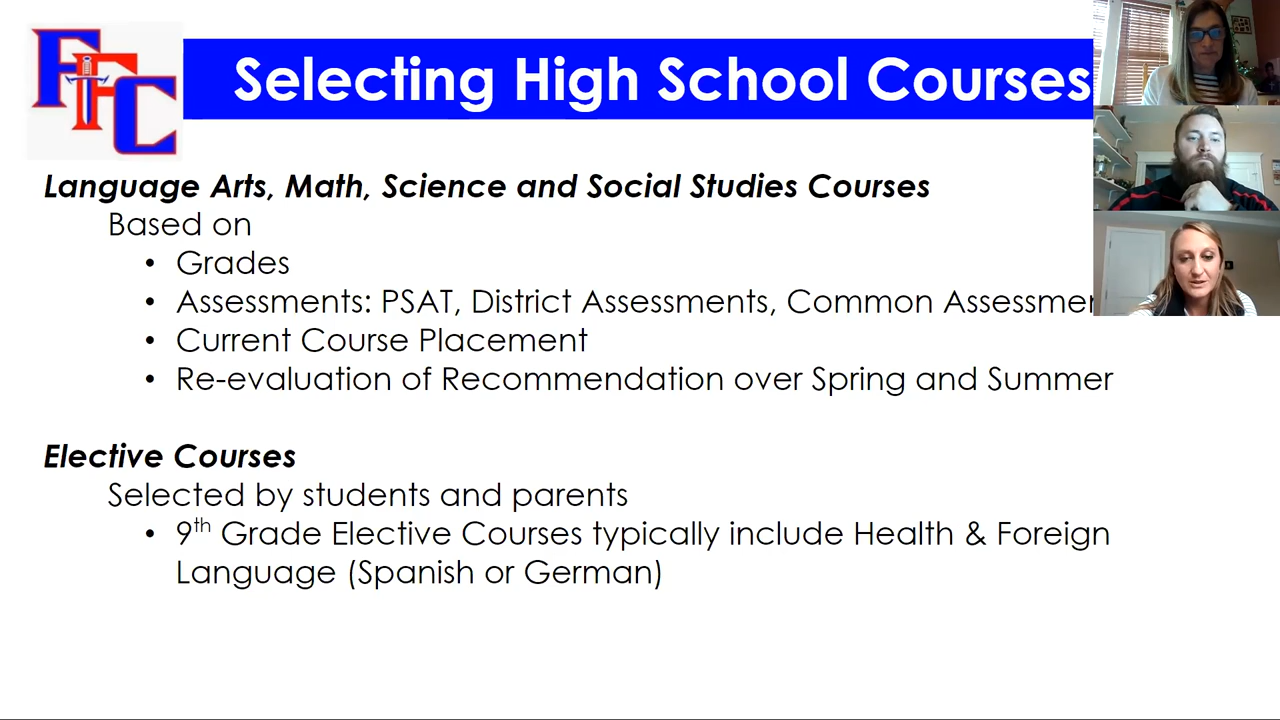 FFC
Selecting High School Courses
Language Arts, Math, Science and Social Studies Courses
Based on
• Grades
• Assessments: PSAT, District Assessments, Common
• Current Course Placement
• Re-evaluation of Recommendation over Spring and Summer
Elective Courses
Selected by students and parents
• 9th Grade Elective Courses typically include Health & Foreign
Language (Spanish or German)